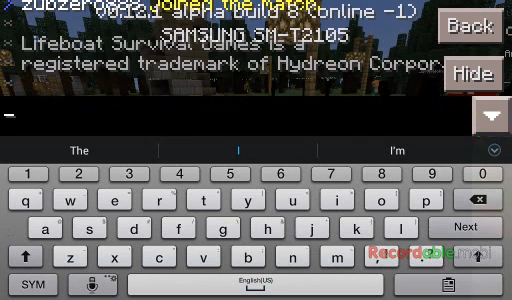 joined the match
v0.12.1 alpha build 8 (online -1)
SAMSUNG SM-T2105
Back
Lifeboat Survival Games is a
registered trademark of Hydreon Corpor
Hide
The I I'm
1 2 3 4 5 6 7 8 9 0
q w e r t y u i o p
a s d f g h j k l Next
z x c v b n m
Recordable.mobi
SYM English(US)